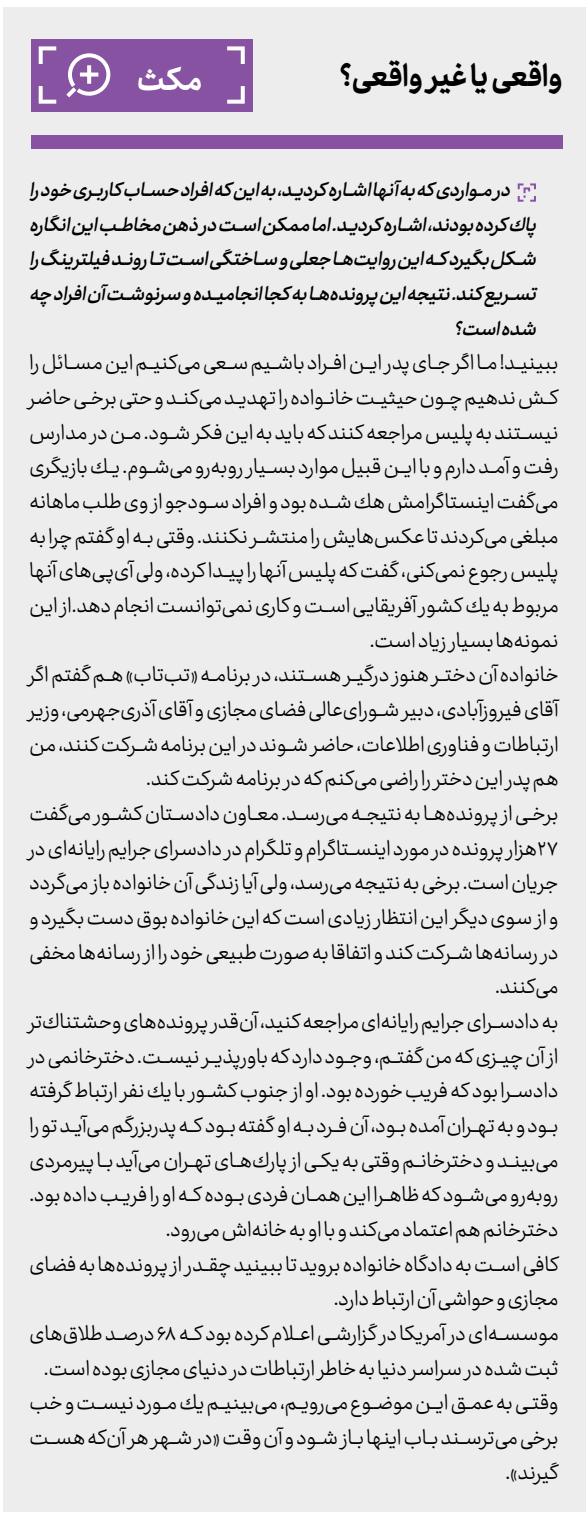 واقعی یا غیر واقعی؟
مکث
در مواردی که به آنها اشاره کردید، به این که افراد حساب کاربری خود را
پاك کرده بودند، اشاره کردید. اما ممکن است در ذهن مخاطب این انگاره
شکل بگیرد که این روایت‌ها جعلی و ساختگی است تا روند فیلترینگ را
تسریع کند. نتیجه این پرونده‌ها به کجا انجامیده و سرنوشت آن افراد چه
شده است؟
ببینید! ما اگر جای پدر این افراد باشیم سعی می‌کنیم این مسائل را
کش ندهیم چون حیثیت خانواده را تهدید می‌کند و حتی برخی حاضر
نیستند به پلیس مراجعه کنند که باید به این فکر شود. من در مدارس
رفت و آمد دارم و با این قبیل موارد بسیار روبه‌رو می‌شوم. یك بازیگری
می‌گفت اینستاگرامش هك شده بود و افراد سودجو از وی طلب ماهانه
مبلغی می‌کردند تا عکس‌هایش را منتشر نکنند. وقتی به او گفتم چرا به
پلیس رجوع نمی‌کنی، گفت که پلیس آنها را پیدا کرده، ولی آی‌پی‌های آنها
مربوط به یك کشور آفریقایی است و کاری نمی‌توانست انجام دهد.از این
نمونه‌ها بسیار زیاد است.
خانواده آن دختر هنوز درگیر هستند، در برنامه «تب‌تاب» هم گفتم اگر
آقای فیروزآبادی، دبیر شورای‌عالی فضای مجازی و آقای آذری‌جهرمی، وزیر
ارتباطات و فناوری اطلاعات، حاضر شوند در این برنامه شرکت کنند، من
هم پدر این دختر را راضی می‌کنم که در برنامه شرکت کند.
برخی از پرونده‌ها به نتیجه می‌رسد. معاون دادستان کشور می‌گفت
۲۷هزار پرونده در مورد اینستاگرام و تلگرام در دادسرای جرایم رایانه‌ای در
جریان است. برخی به نتیجه می‌رسد، ولی آیا زندگی آن خانواده باز می‌گردد
و از سوی دیگر این انتظار زیادی است که این خانواده بوق دست بگیرد و
در رسانه‌ها شرکت کند و اتفاقا به صورت طبیعی خود را از رسانه‌ها مخفی
می‌کنند.
به دادسرای جرایم رایانه‌ای مراجعه کنید، آن‌قدر پرونده‌های وحشتناك‌تر
از آن چیزی که من گفتم، وجود دارد که باورپذیر نیست. دخترخانمی در
دادسرا بود که فریب خورده بود. او از جنوب کشور با یك نفر ارتباط گرفته
بود و به تهران آمده بود، آن فرد به او گفته بود که پدربزرگم می‌آید تو را
می‌بیند و دخترخانم وقتی به یکی از پارك‌های تهران می‌آید با پیرمردی
روبه‌رو می‌شود که ظاهرا این همان فردی بوده که او را فریب داده بود.
دخترخانم هم اعتماد می‌کند و با او به خانه‌اش می‌رود.
کافی است به دادگاه خانواده بروید تا ببینید چقدر از پرونده‌ها به فضای
مجازی و حواشی آن ارتباط دارد.
موسسه‌ای در آمریکا در گزارشی اعلام کرده بود که ۶۸ درصد طلاق‌های
ثبت شده در سراسر دنیا به خاطر ارتباطات در دنیای مجازی بوده است.
وقتی به عمق این موضوع می‌رویم، می‌بینیم یك مورد نیست و خب
برخی می‌ترسند باب اینها باز شود و آن وقت «در شهر هر آن‌که هست
گیرند».